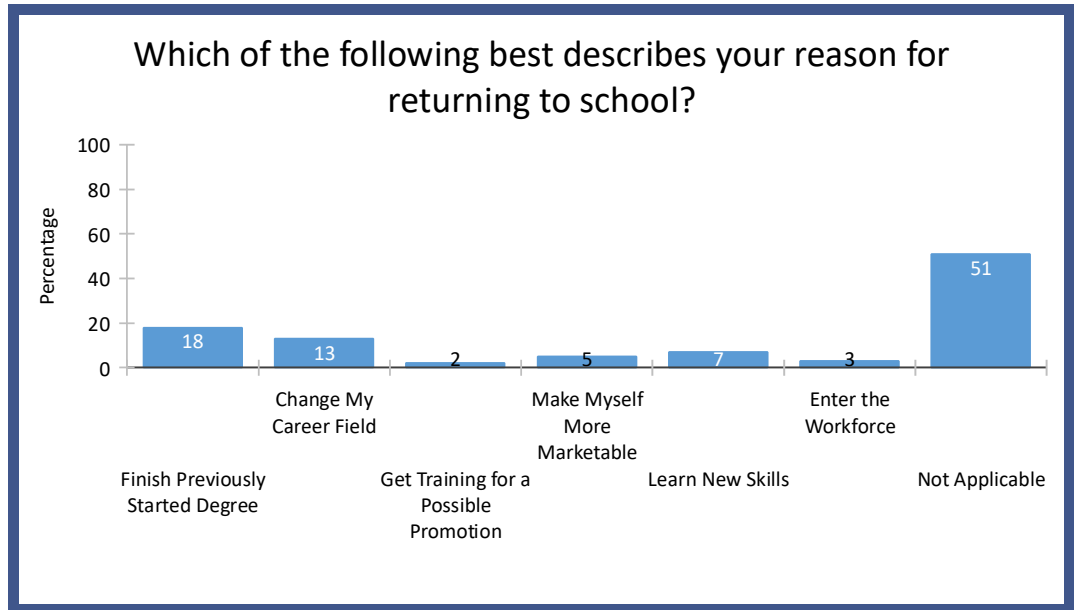 Which of the following best describes your reason for
returning to school?
Percentage
100
80
60
40
20
0
18
13
2
5
7
3
51
Finish Previously
Started Degree
Change My
Career Field
Get Training for a
Possible
Promotion
Make Myself
More
Marketable
Learn New Skills
Enter the
Workforce
Not Applicable